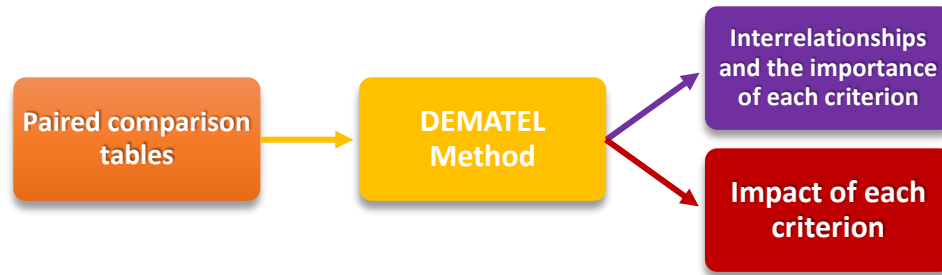 Paired comparison
tables
DEMATEL
Method
Interrelationships
and the importance
of each criterion
Impact of each
criterion